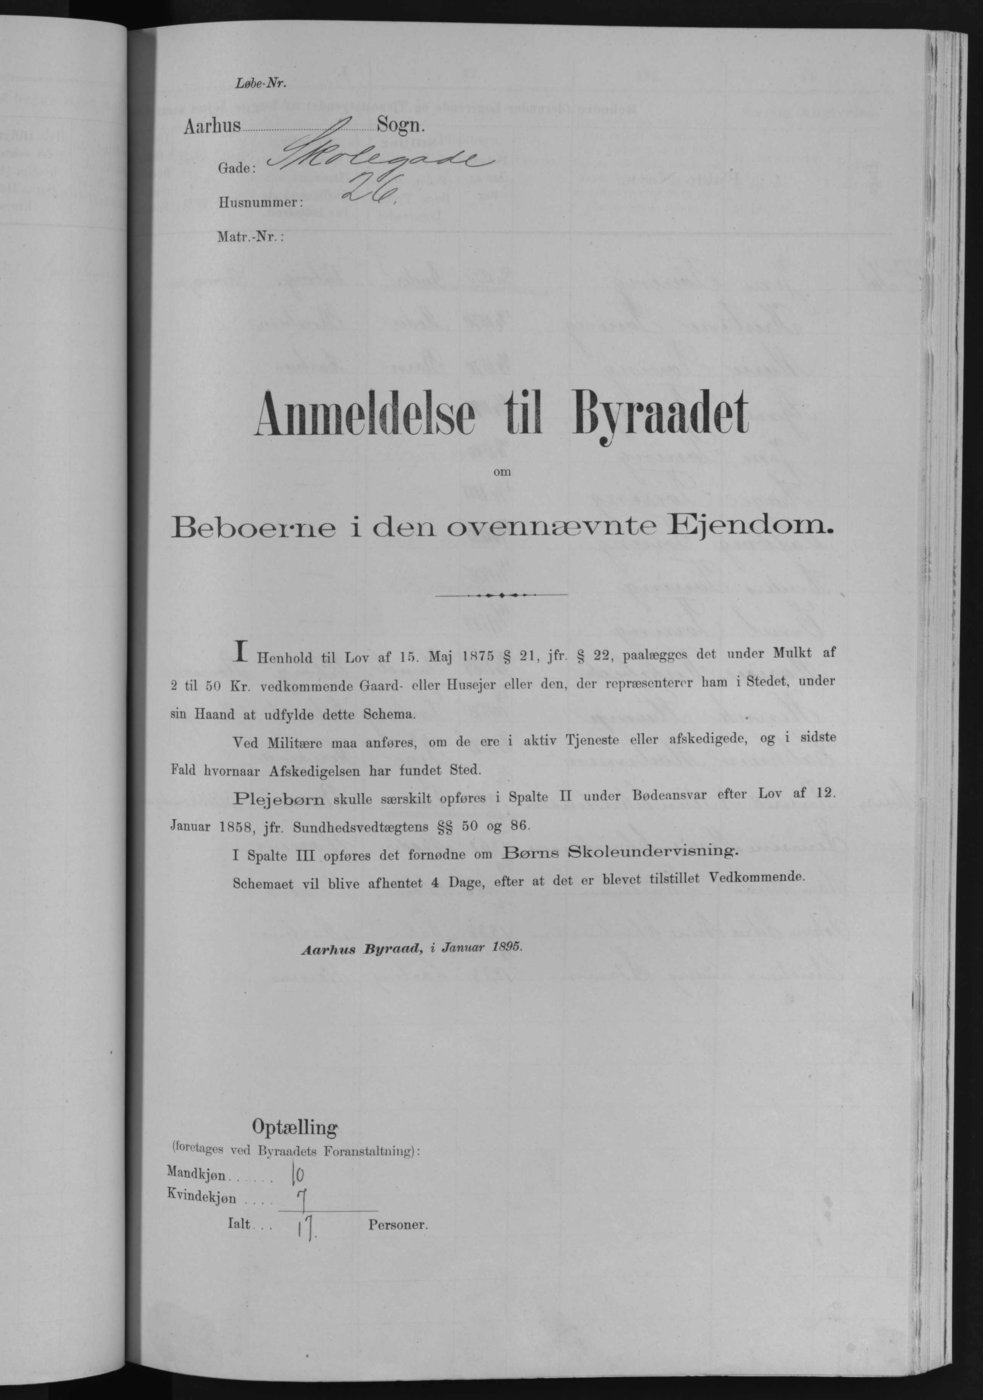 Løbe-Nr.
Aarhus Sogn.
Gade: Skolegade
Husnummer: 26.
Matr.-Nr.:
Anmeldelse til Byraadet
om
Beboerne i den ovennævnte Ejendom.
I Henhold til Lov af 15. Maj 1875 § 21, jfr. § 22, paalægges det under Mulkt af
2 til 50 Kr. vedkommende Gaard- eller Husejer eller den, der repræsenterer ham i Stedet, under
sin Haand at udfylde dette Schema.
Ved Militære maa anføres, om de ere i aktiv Tjeneste eller afskedigede, og i sidste
Fald hvornaar Afskedigelsen har fundet Sted.
Plejebørn skulle særskilt opføres i Spalte II under Bødeansvar efter Lov af 12.
Januar 1858, jfr. Sundhedsvedtægtens §§ 50 og 86.
I Spalte III opføres det fornødne om Børns Skoleundervisning.
Schemaet vil blive afhentet 4 Dage, efter at det er blevet tilstillet Vedkommende.
Aarhus Byraad, i Januar 1895.
Optælling
(foretages ved Byraadets Foranstaltning):
Mandkjøn...... 10
Kvindekjøn .... 7
Ialt... 17. Personer.